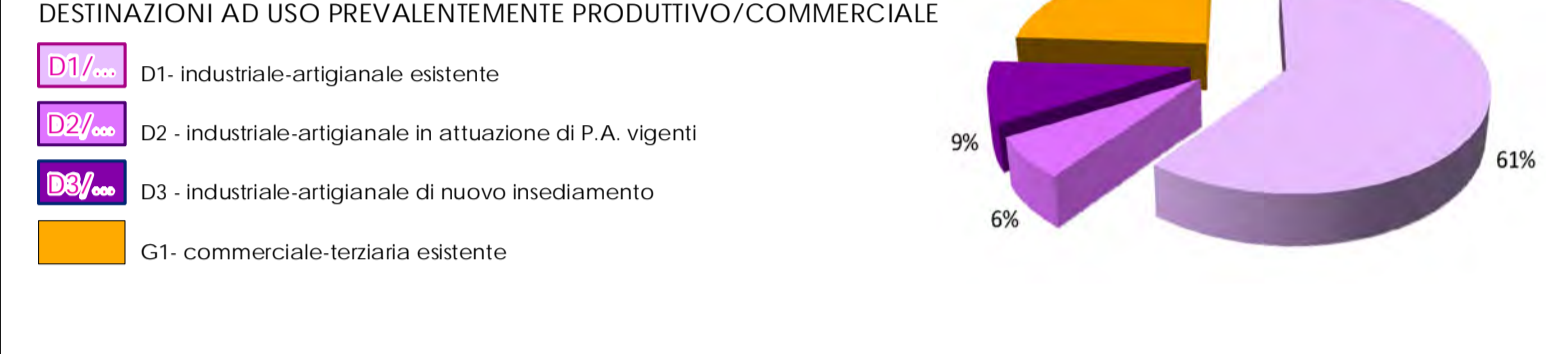 DESTINAZIONI AD USO PREVALENTEMENTE PRODUTTIVO/COMMERCIALE
D1/... D1- industriale-artigianale esistente
D2/... D2 - industriale-artigianale in attuazione di P.A. vigenti
D3/... D3 - industriale-artigianale di nuovo insediamento
G1- commerciale-terziaria esistente
9%
6%
61%